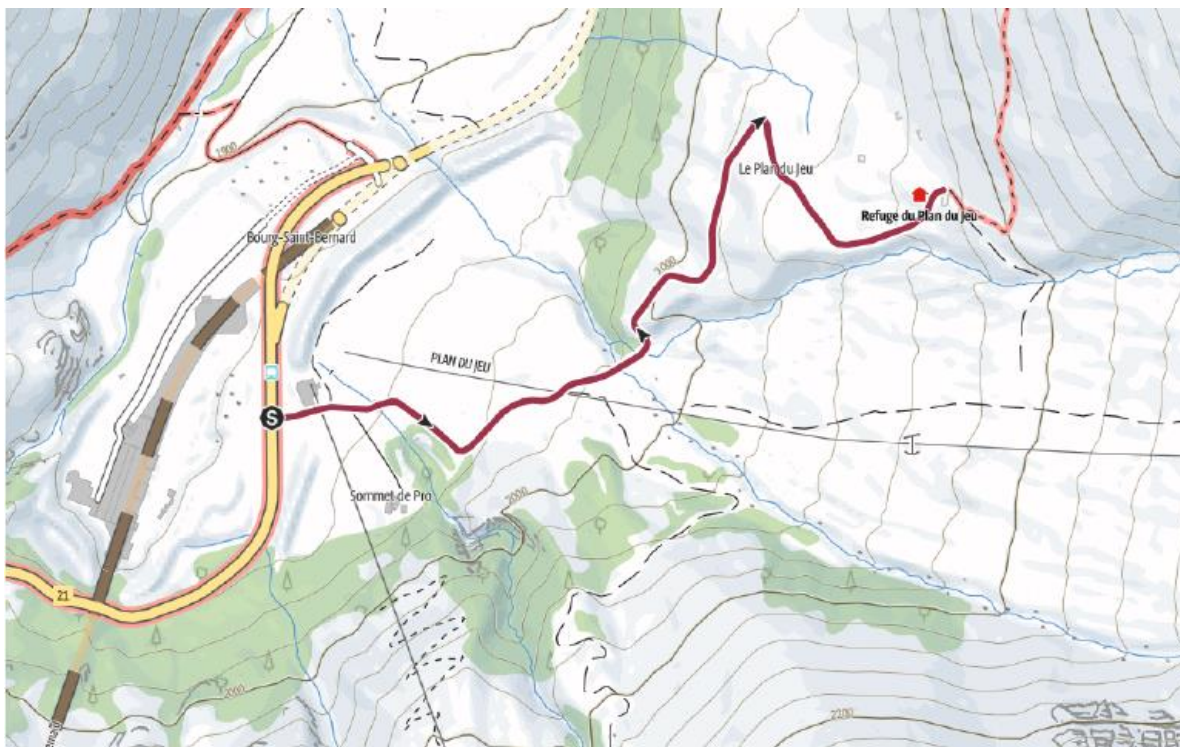 1900
Bourg-Saint-Bernard
Le Plan du Jeu
Refuge du Plan du Jeu
2000
PLAN DU JEU
S
Sommet de Pro
2000
21
2000
2200